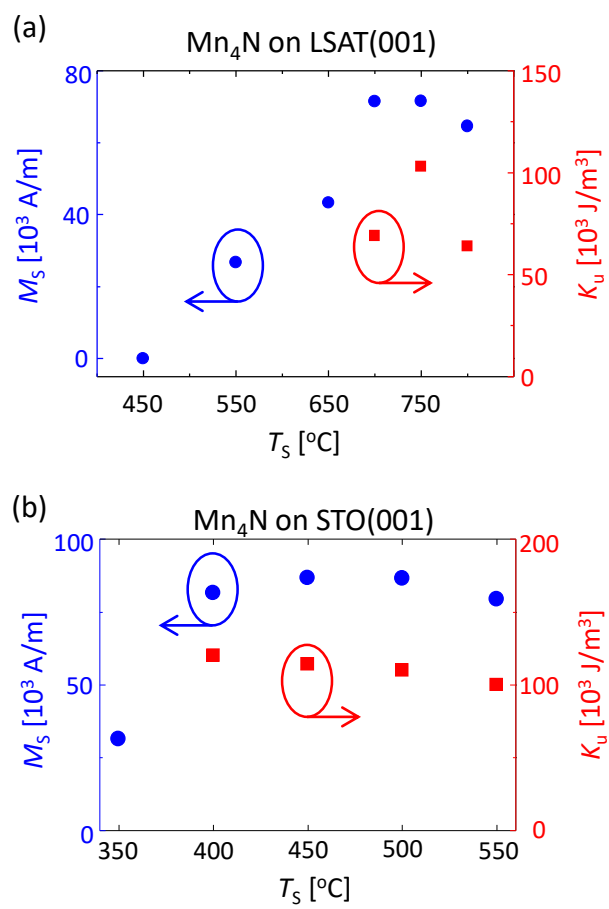 (a)
Mn₄N on LSAT(001)
80
40
0
Mₛ [10³ A/m]
150
100
50
0
Kᵤ [10³ J/m³]
450 550 650 750
Tₛ [°C]
(b)
Mn₄N on STO(001)
100
50
0
Mₛ [10³ A/m]
200
100
0
Kᵤ [10³ J/m³]
350 400 450 500 550
Tₛ [°C]